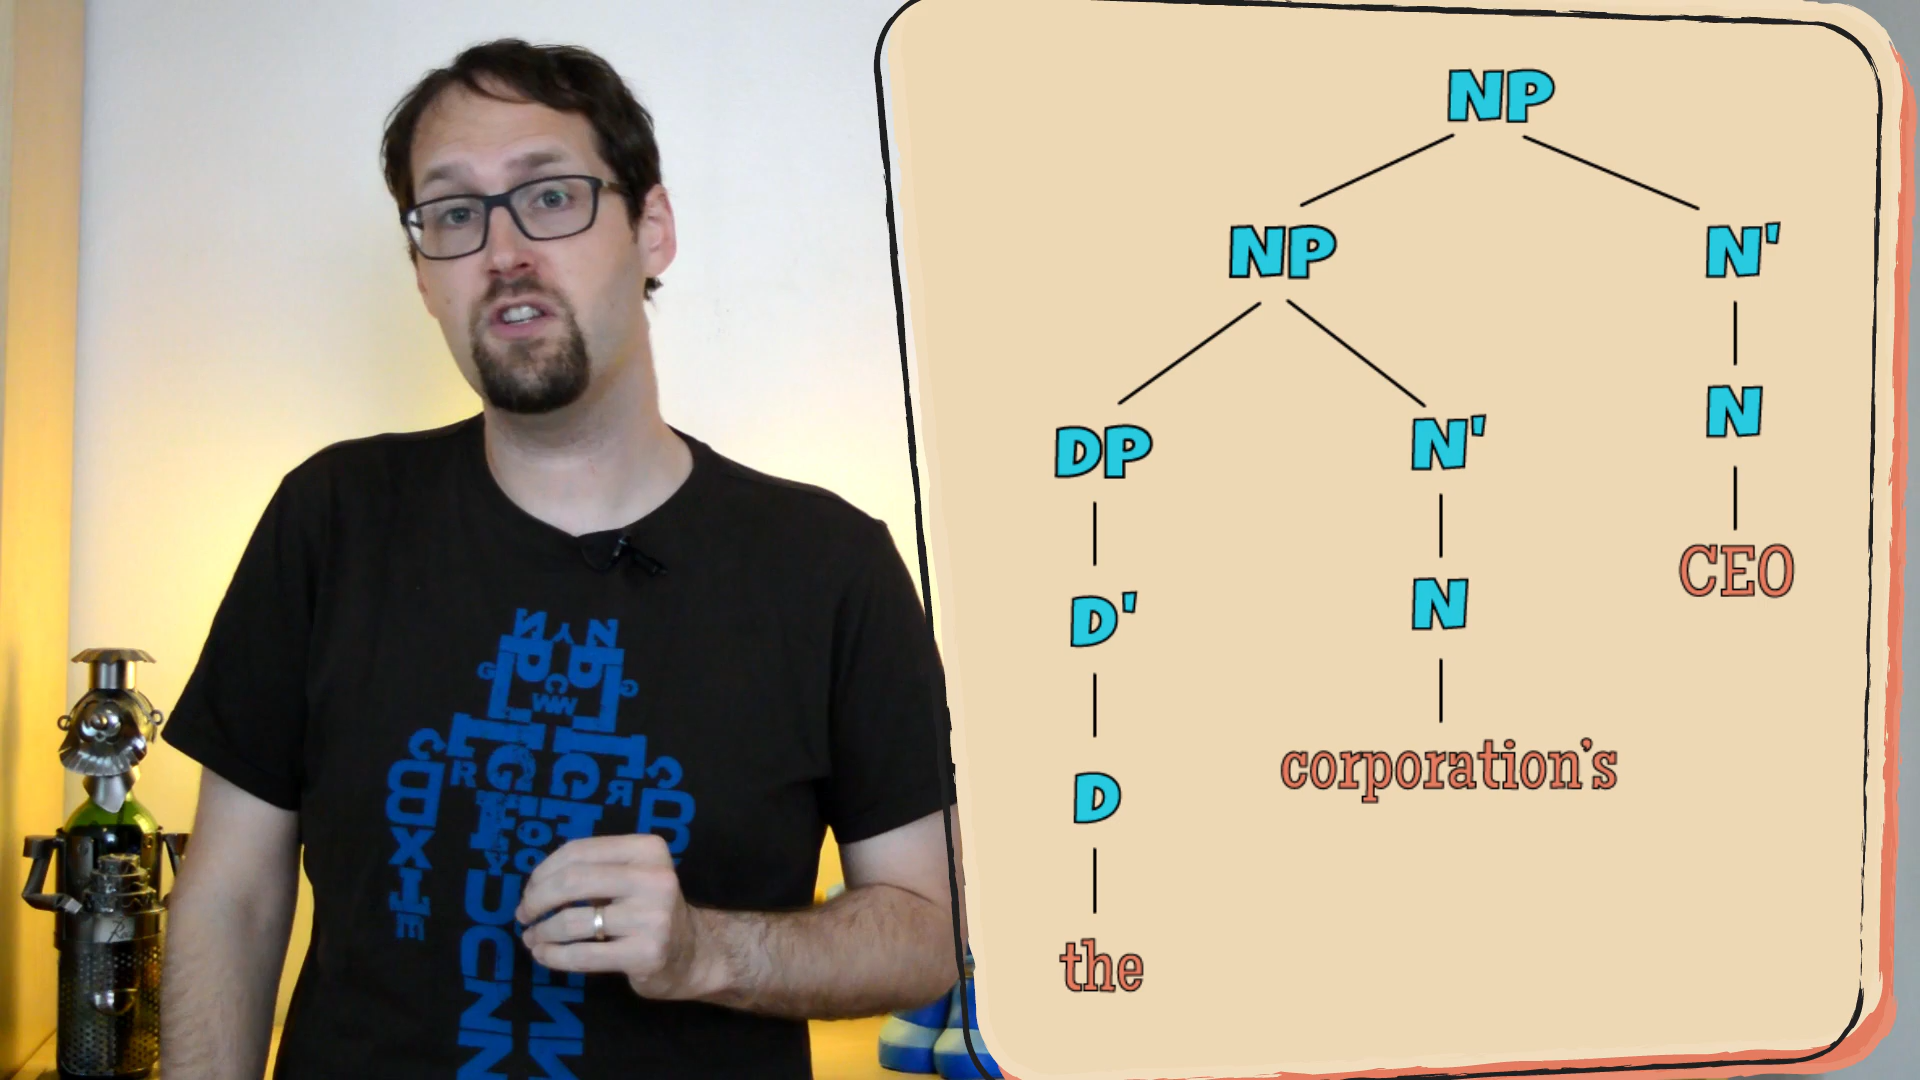 NP
NP N'
DP N' N
D' N CEO
D corporation's
the